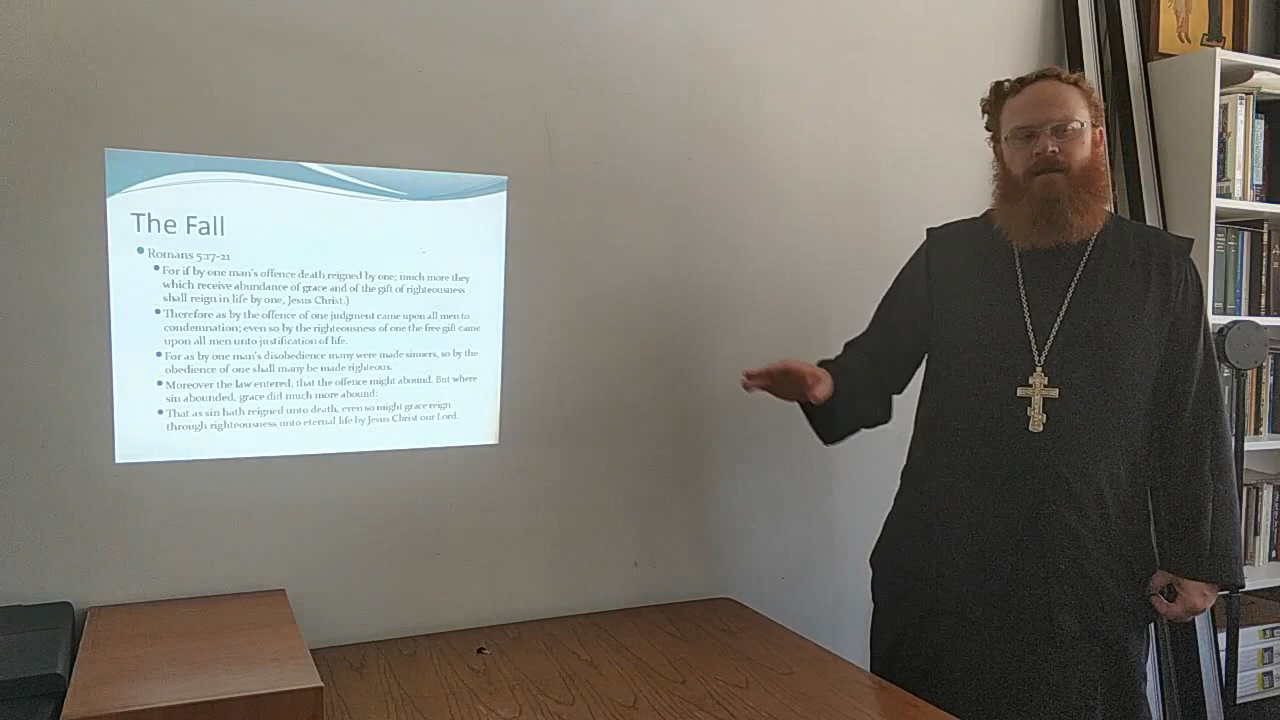 The Fall
Romans 5:17-21
For if by one man's offence death reigned by one; much more they
which receive abundance of grace and of the gift of righteousness
shall reign in life by one, Jesus Christ.)
Therefore as by the offence of one judgment came upon all men to
condemnation; even so by the righteousness of one the free gift came
upon all men unto justification of life.
For as by one man's disobedience many were made sinners, so by the
obedience of one shall many be made righteous.
Moreover the law entered, that the offence might abound. But where
sin abounded, grace did much more abound:
That as sin hath reigned unto death, even so might grace reign
through righteousness unto eternal life by Jesus Christ our Lord.